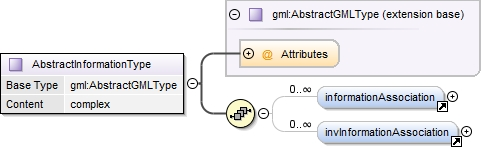 gml:AbstractGMLType (extension base)
@ Attributes
AbstractInformationType
Base Type gml:AbstractGMLType
Content complex
0..∞
informationAssociation
0..∞
invInformationAssociation